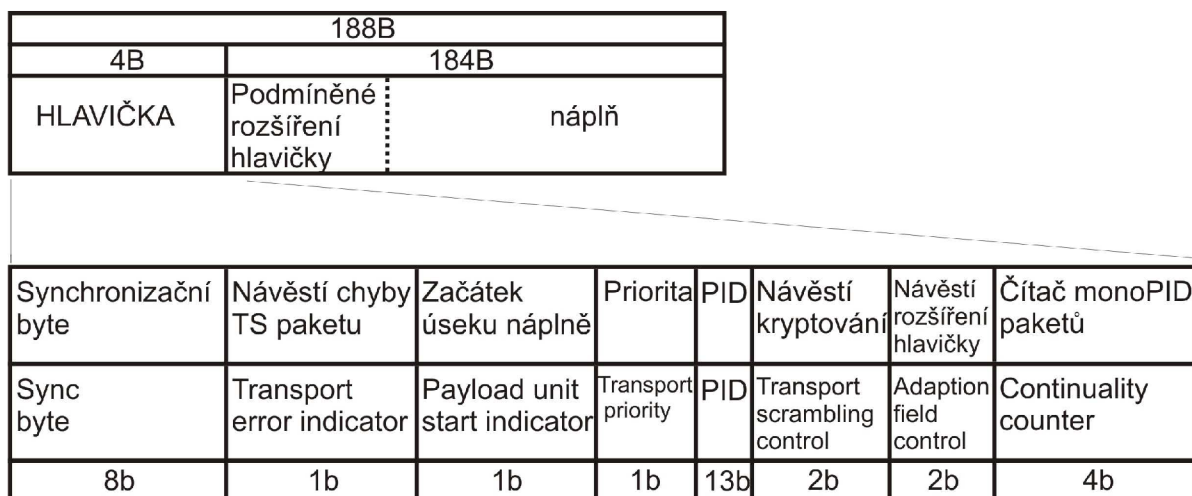 188B
4B 184B
HLAVIČKA Podmíněné rozšíření hlavičky náplň
Synchronizační byte Návěstí chyby TS paketu Začátek úseku náplně Priorita PID Návěstí kryptování Návěstí rozšíření hlavičky Čítač monoPID paketů
Sync byte Transport error indicator Payload unit start indicator Transport priority PID Transport scrambling control Adaption field control Continuality counter
8b 1b 1b 1b 13b 2b 2b 4b